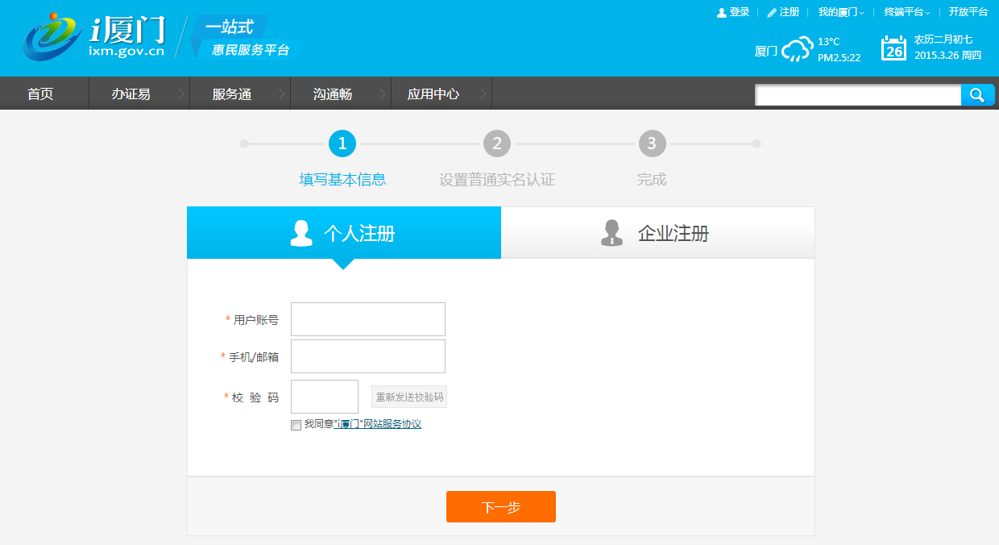 登录 注册 我的厦门 终端平台 开放平台
i厦门 一站式
ixm.gov.cn 惠民服务平台
厦门 13°C 26 农历二月初七
PM2.5:22 2015.3.26 周四
首页 办证易 服务通 沟通畅 应用中心
1 2 3
填写基本信息 设置普通实名认证 完成
个人注册 企业注册
* 用户账号
* 手机/邮箱
* 校 验 码 重新发送校验码
我同意"i厦门"网站服务协议
下一步